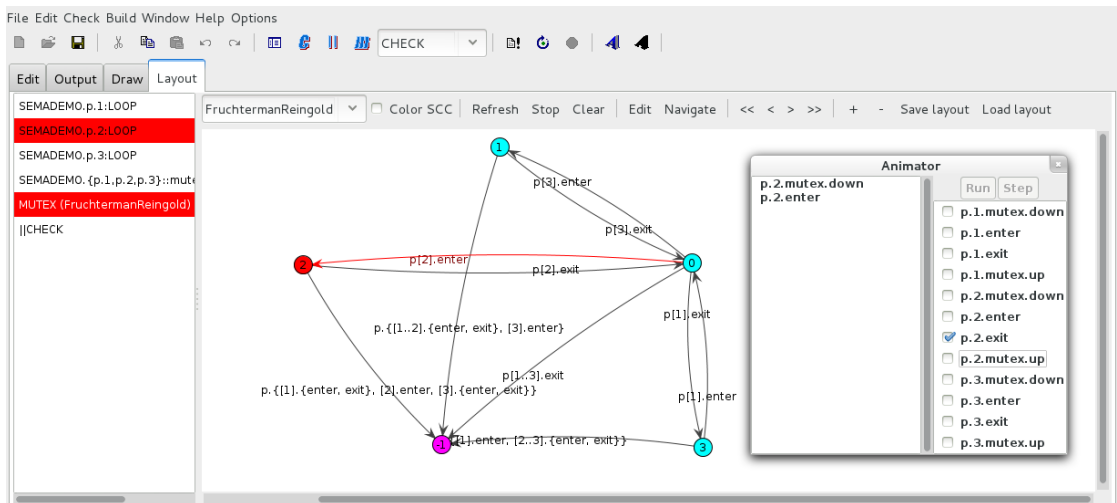 File Edit Check Build Window Help Options
CHECK
Edit Output Draw Layout
SEMADEMO.p.1:LOOP
SEMADEMO.p.2:LOOP
SEMADEMO.p.3:LOOP
SEMADEMO.{p.1,p.2,p.3}::mute
MUTEX (FruchtermanReingold)
||CHECK
FruchtermanReingold Color SCC Refresh Stop Clear Edit Navigate << < > >> + - Save layout Load layout
1
p[3].enter
p[3].exit
2
p[2].enter
p[2].exit
0
p[1].exit
p.{[1..2].{enter, exit}, [3].enter}
p[1..3].exit
p.{[1].{enter, exit}, [2].enter, [3].{enter, exit}}
p[1].enter
-1
[1].enter, [2..3].{enter, exit}}
3
Animator
p.2.mutex.down
p.2.enter
Run Step
p.1.mutex.down
p.1.enter
p.1.exit
p.1.mutex.up
p.2.mutex.down
p.2.enter
p.2.exit
p.2.mutex.up
p.3.mutex.down
p.3.enter
p.3.exit
p.3.mutex.up